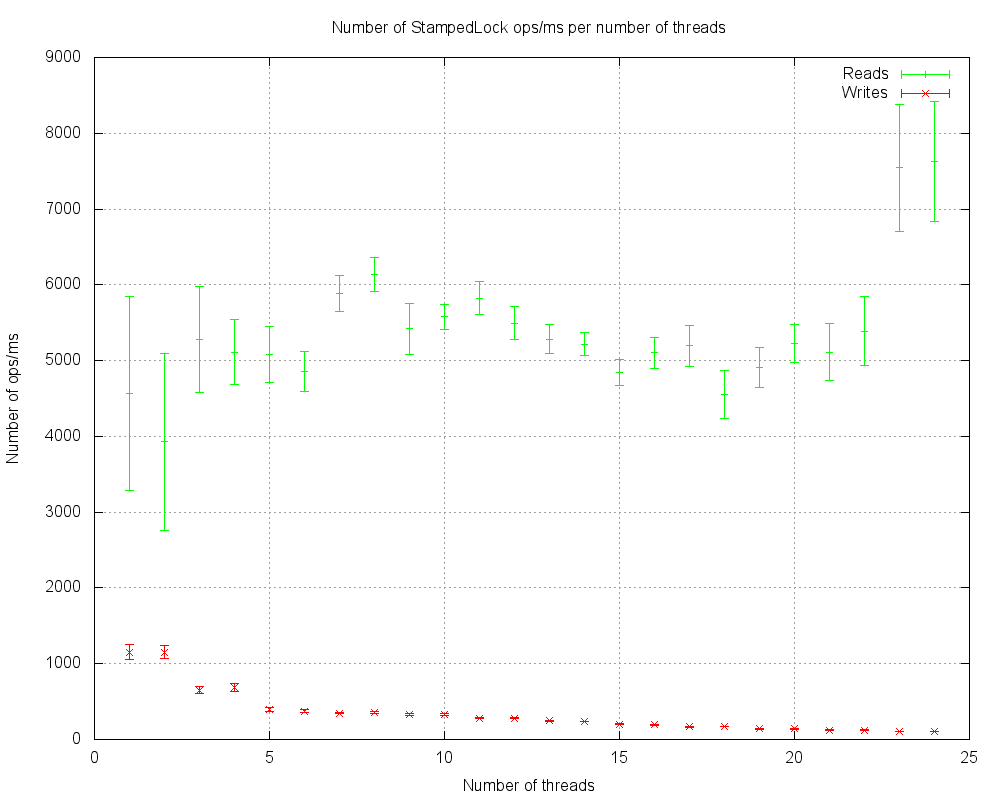 Number of StampedLock ops/ms per number of threads
9000
8000
7000
6000
5000
4000
3000
2000
1000
0
Reads
Writes
Number of ops/ms
0 5 10 15 20 25
Number of threads